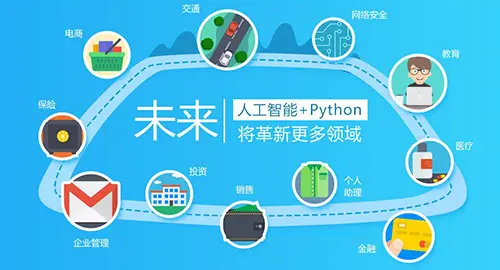 交通
网络安全
电商
教育
保险
未来
人工智能+Python
将革新更多领域
医疗
投资
销售
个人
助理
企业管理
金融